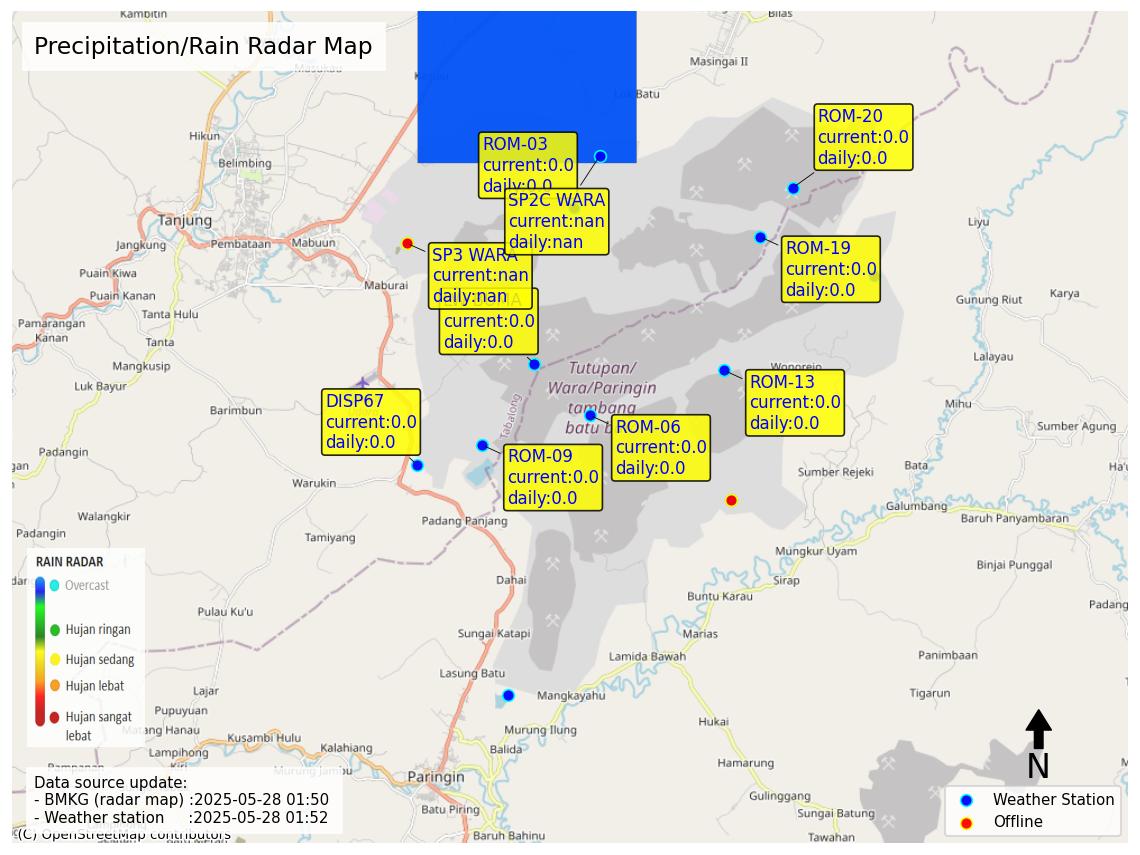 Kambitin
Bilas
Precipitation/Rain Radar Map
Masukau
Masingai II
Hikun
Belimbing
Tanjung
Jangkung
Pembataan
Mabuun
Puain Kiwa
Maburai
Puain Kanan
Tanta Hulu
Pamarangan
Kanan
Tanta
Mangkusip
Luk Bayur
Barimbun
Padangin
Warukin
Walangkir
Padangin
Tamiyang
Padang Panjang
Dahai
Pulau Ku'u
Sungai Katapi
Lasung Batu
Mangkayahu
Murung Ilung
Balida
Lajar
Pupuyuan
Matang Hanau
Lampihong
Kusambi Hulu
Kalahiang
Murung Jambu
Paringin
Batu Piring
Baruh Bahinu
ROM-03
current:0.0
daily:0.0
SP2C WARA
current:nan
daily:nan
SP3 WARA
current:nan
daily:nan
current:0.0
daily:0.0
ROM-20
current:0.0
daily:0.0
ROM-19
current:0.0
daily:0.0
ROM-13
current:0.0
daily:0.0
ROM-06
current:0.0
daily:0.0
ROM-09
current:0.0
daily:0.0
DISP67
current:0.0
daily:0.0
Tutupan/
Wara/Paringin
tambang
batu
Tabalong
Wonorejo
Liyu
Gunung Riut
Karya
Lalayau
Mihu
Sumber Agung
Sumber Rejeki
Bata
Galumbang
Baruh Panyambaran
Mungkur Uyam
Binjai Punggal
Sirap
Buntu Karau
Padang
Marias
Lamida Bawah
Panimbaan
Tigarun
Hukai
Hamarung
Gulinggang
Sungai Batung
Tawahan
RAIN RADAR
Overcast
Hujan ringan
Hujan sedang
Hujan lebat
Hujan sangat
lebat
Data source update:
- BMKG (radar map) :2025-05-28 01:50
- Weather station :2025-05-28 01:52
(C) OpenStreetMap contributors
N
Weather Station
Offline